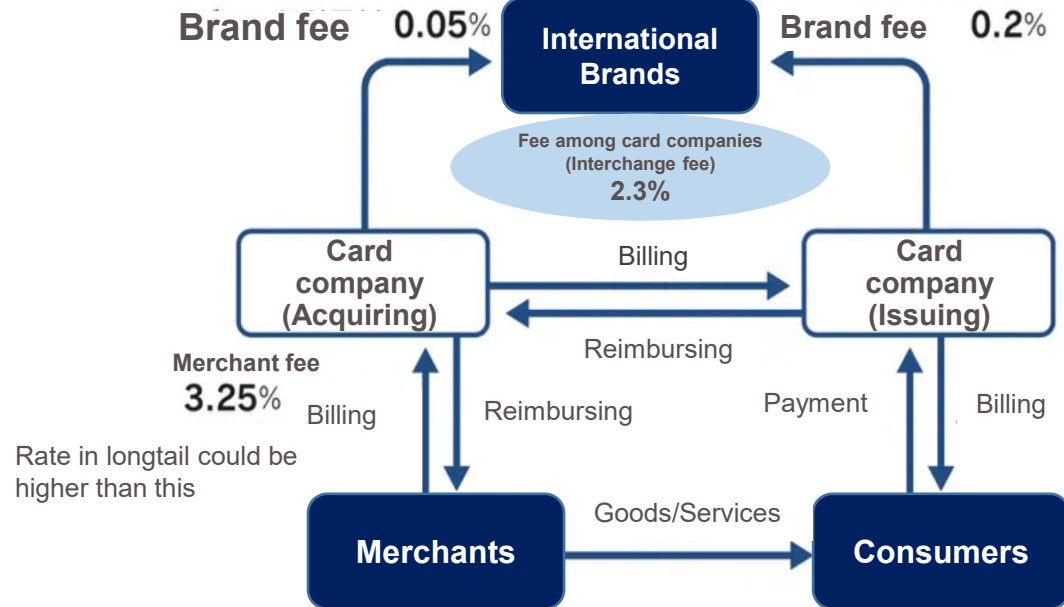 Brand fee 0.05%
International
Brands
Brand fee 0.2%
Fee among card companies
(Interchange fee)
2.3%
Card
company
(Acquiring)
Billing
Reimbursing
Card
company
(Issuing)
Merchant fee
3.25%
Billing
Reimbursing
Payment
Billing
Rate in longtail could be
higher than this
Merchants
Goods/Services
Consumers